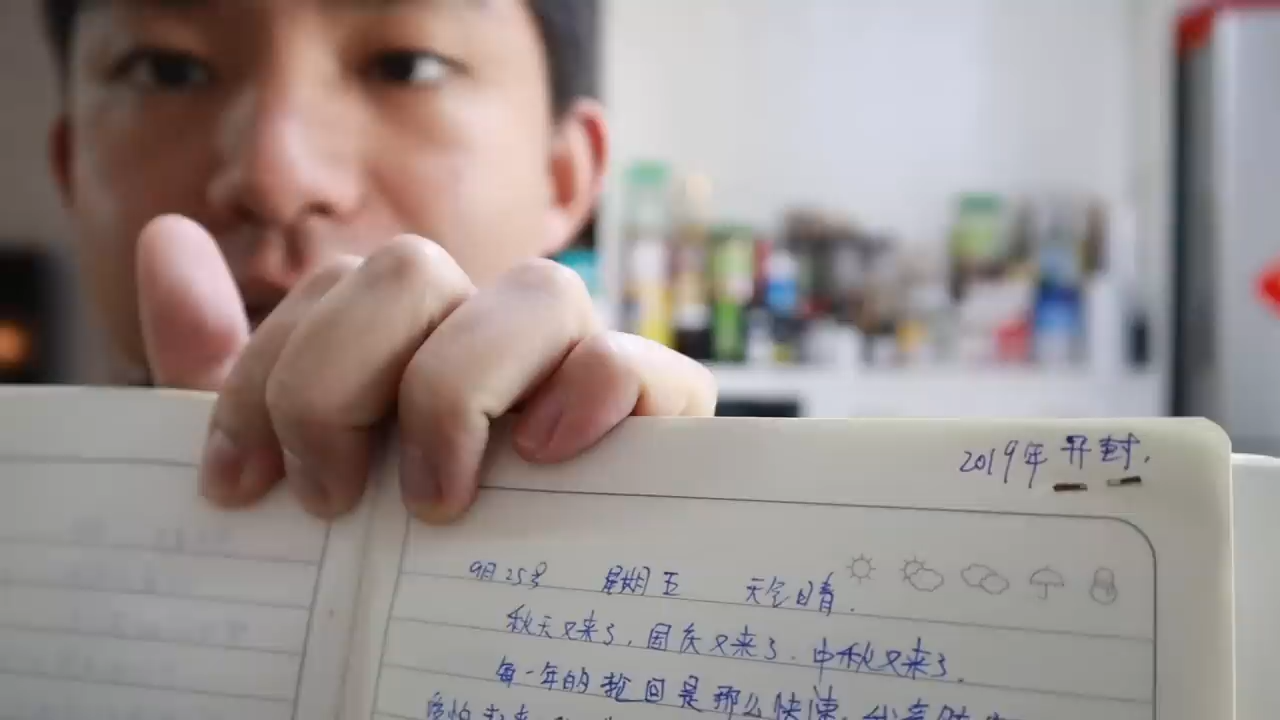 2019年 开封.
9月25号 星期五 天气晴.
秋天又来了,国庆又来了.中秋又来了.
每一年的轮回是那么快速,
害怕